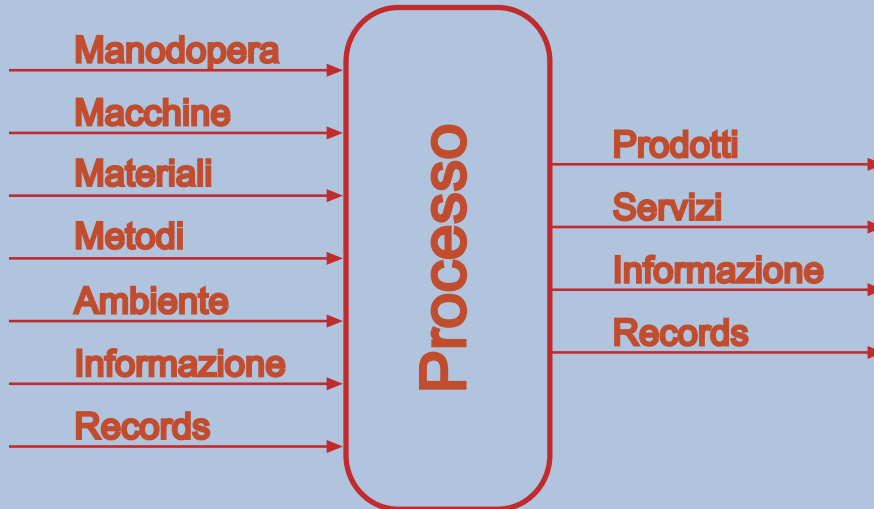 Manodopera
Macchine
Materiali
Metodi
Ambiente
Informazione
Records
Processo
Prodotti
Servizi
Informazione
Records